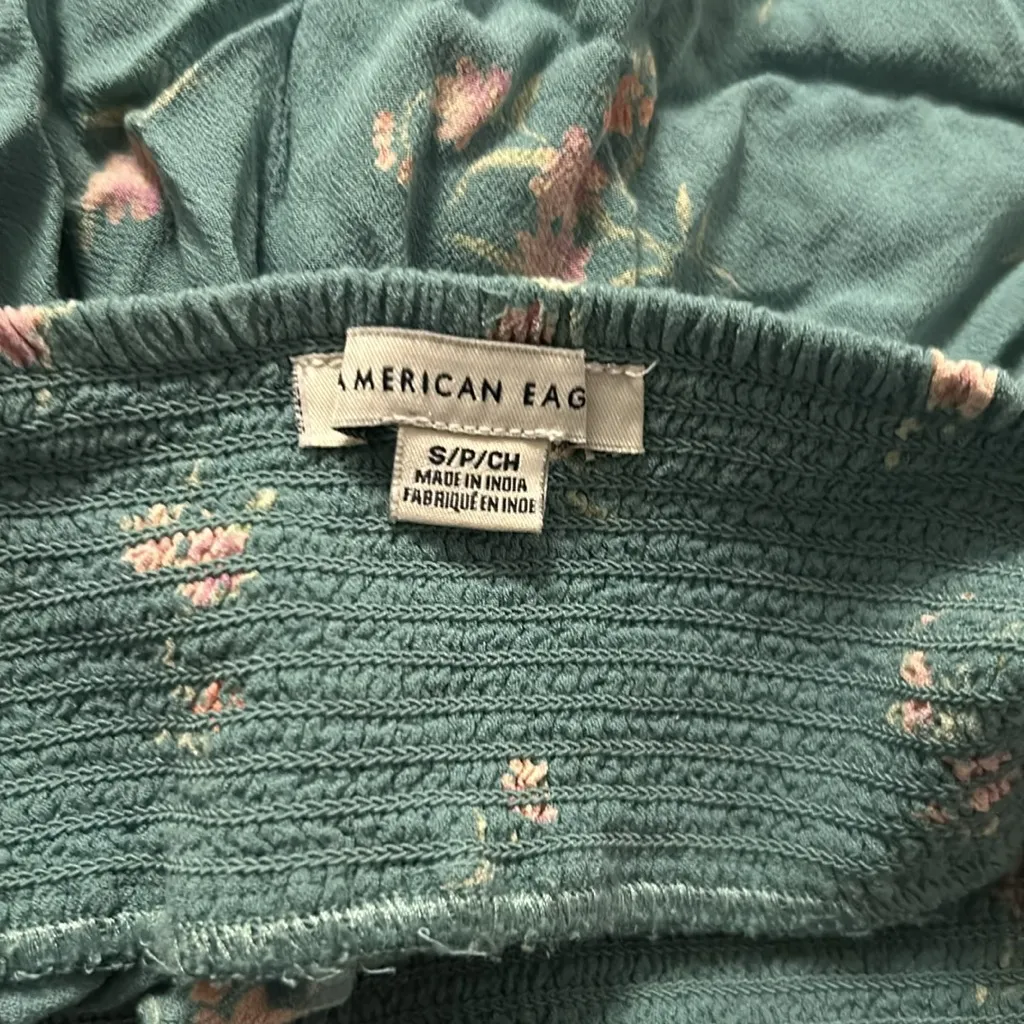 AMERICAN EAG
S/P/CH
MADE IN INDIA
FABRIQUÉ EN INDE